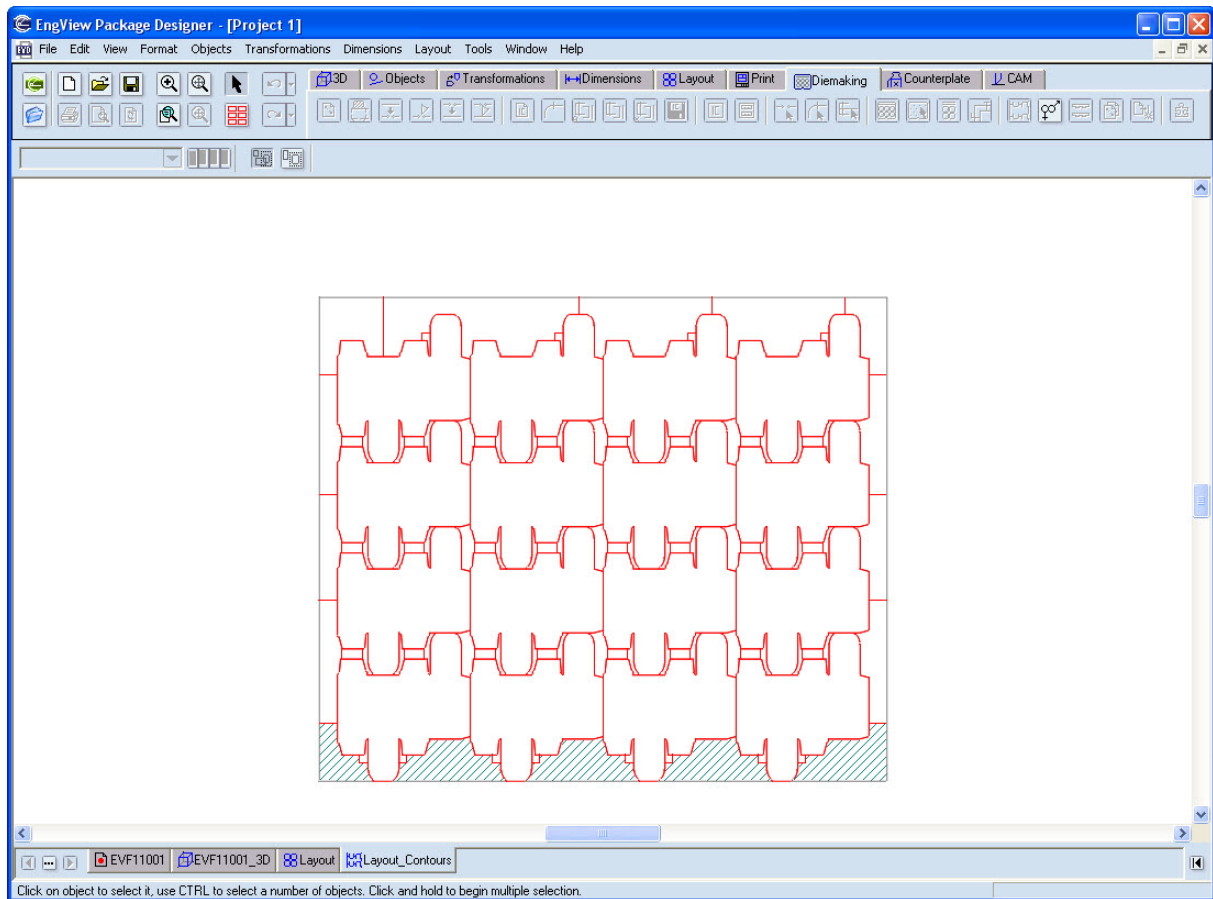 EngView Package Designer - [Project 1]
File Edit View Format Objects Transformations Dimensions Layout Tools Window Help
3D Objects Transformations Dimensions Layout Print Diemaking Counterplate CAM
EVF11001 EVF11001_3D Layout Layout_Contours
Click on object to select it, use CTRL to select a number of objects. Click and hold to begin multiple selection.